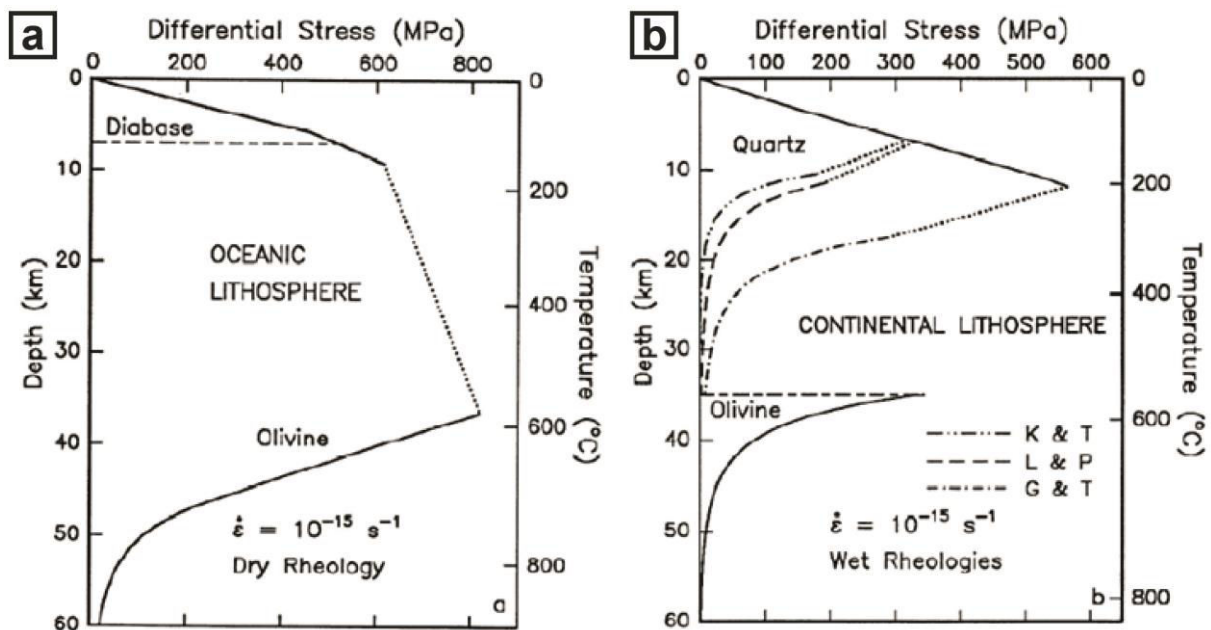 a
Differential Stress (MPa)
0 200 400 600 800
0
10
20
30
40
50
60
Depth (km)
Diabase
OCEANIC
LITHOSPHERE
Olivine
ε̇ = 10⁻¹⁵ s⁻¹
Dry Rheology
a
0
200
400
600
800
Temperature (°C)
b
Differential Stress (MPa)
0 100 200 300 400 500 600
0
10
20
30
40
50
60
Depth (km)
Quartz
CONTINENTAL LITHOSPHERE
Olivine
K & T
L & P
G & T
ε̇ = 10⁻¹⁵ s⁻¹
Wet Rheologies
b
0
200
400
600
800
Temperature (°C)